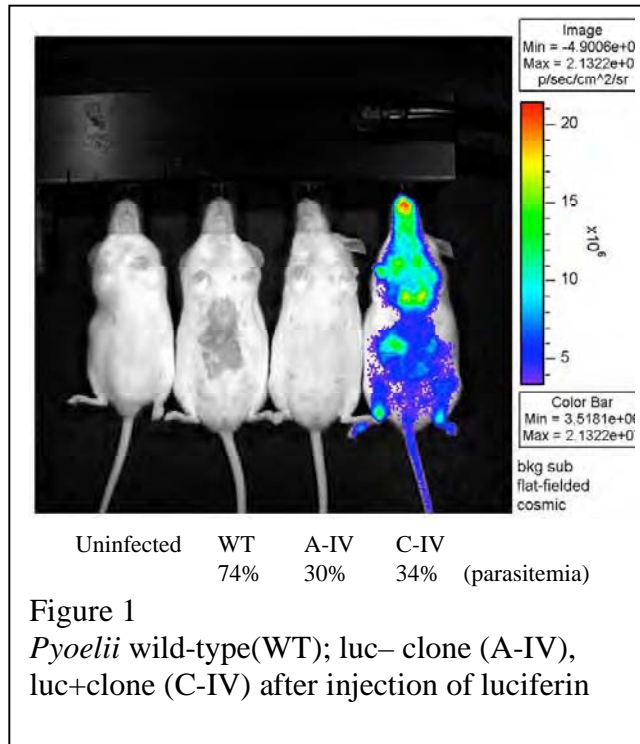 Image
Min = -4.9006e+0
Max = 2.1322e+0
p/sec/cm^2/sr
20
15
10
5
x10^6
Color Bar
Min = 3.5181e+06
Max = 2.1322e+07
bkg sub
flat-fielded
cosmic
Uninfected WT A-IV C-IV
74% 30% 34% (parasitemia)
Figure 1
Pyoelii wild-type(WT); luc– clone (A-IV),
luc+clone (C-IV) after injection of luciferin